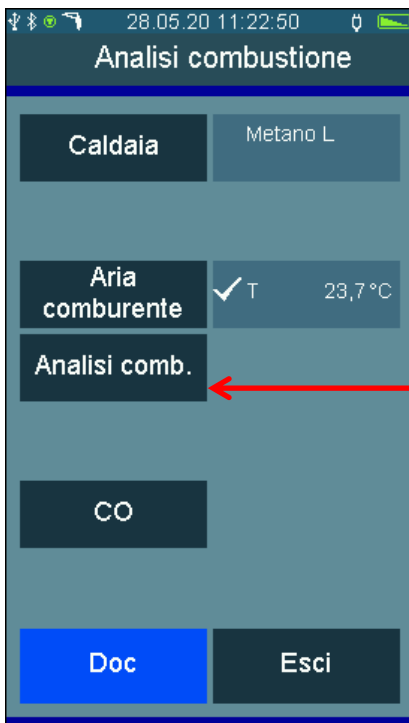 28.05.20 11:22:50
Analisi combustione
Caldaia
Metano L
Aria
comburente
T 23,7°C
Analisi comb.
CO
Doc
Esci